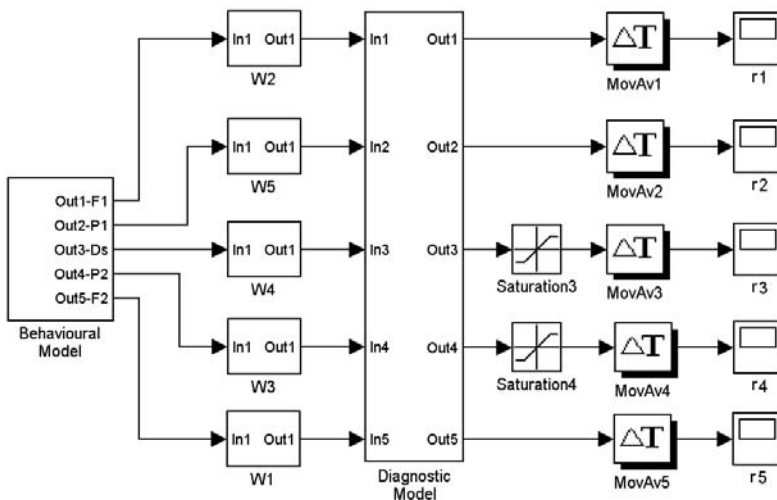 In1 Out1
W2
In1 Out1
W5
In1 Out1
W4
In1 Out1
W3
In1 Out1
W1
Out1-F1
Out2-P1
Out3-Ds
Out4-P2
Out5-F2
Behavioural
Model
In1 Out1
In2 Out2
In3 Out3
In4 Out4
In5 Out5
Diagnostic
Model
Saturation3
Saturation4
ΔT
MovAv1
ΔT
MovAv2
ΔT
MovAv3
ΔT
MovAv4
ΔT
MovAv5
r1
r2
r3
r4
r5